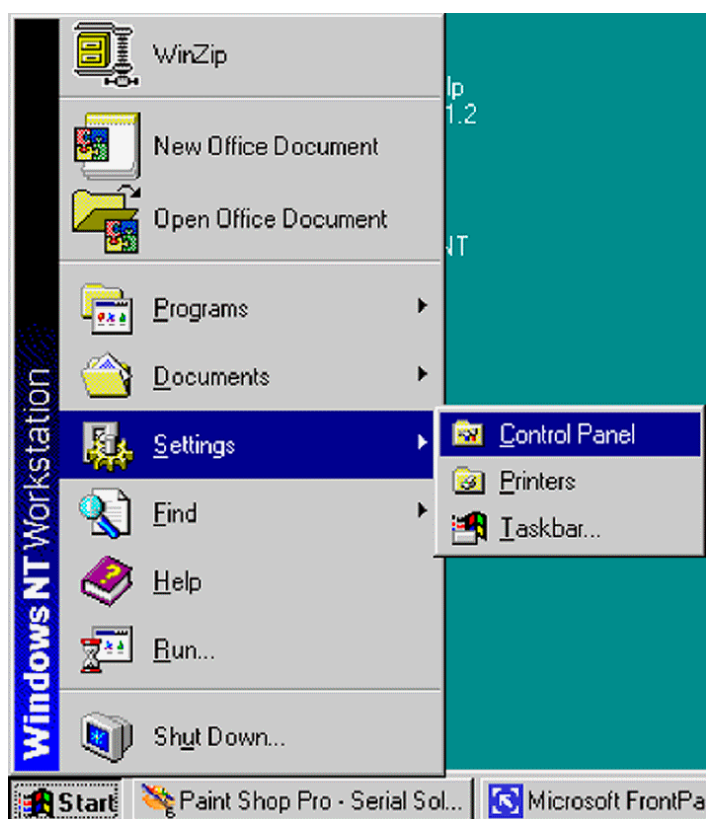 WinZip
lp
1.2
New Office Document
Open Office Document
NT
Programs
Documents
Settings
Control Panel
Printers
Find
Taskbar...
Help
Run...
Shut Down...
Windows NT Workstation
Start
Paint Shop Pro - Serial Sol...
Microsoft FrontPa